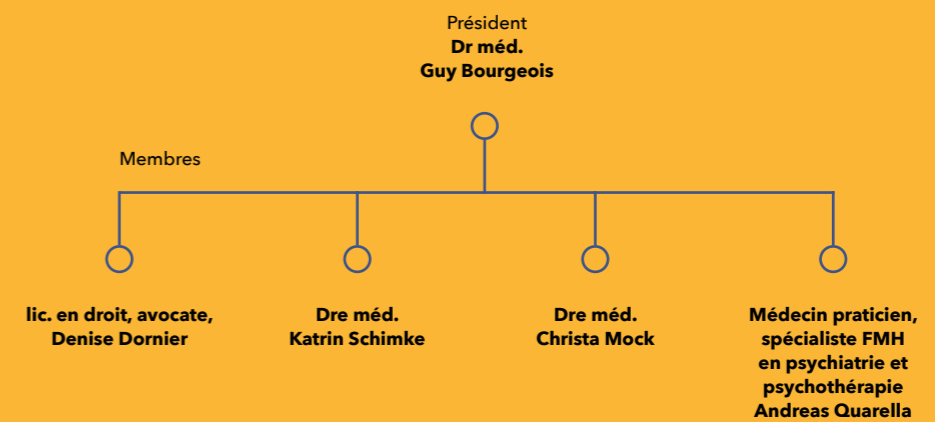 Président
Dr méd.
Guy Bourgeois
Membres
lic. en droit, avocate,
Denise Dornier
Dre méd.
Katrin Schimke
Dre méd.
Christa Mock
Médecin praticien,
spécialiste FMH
en psychiatrie et
psychothérapie
Andreas Quarella